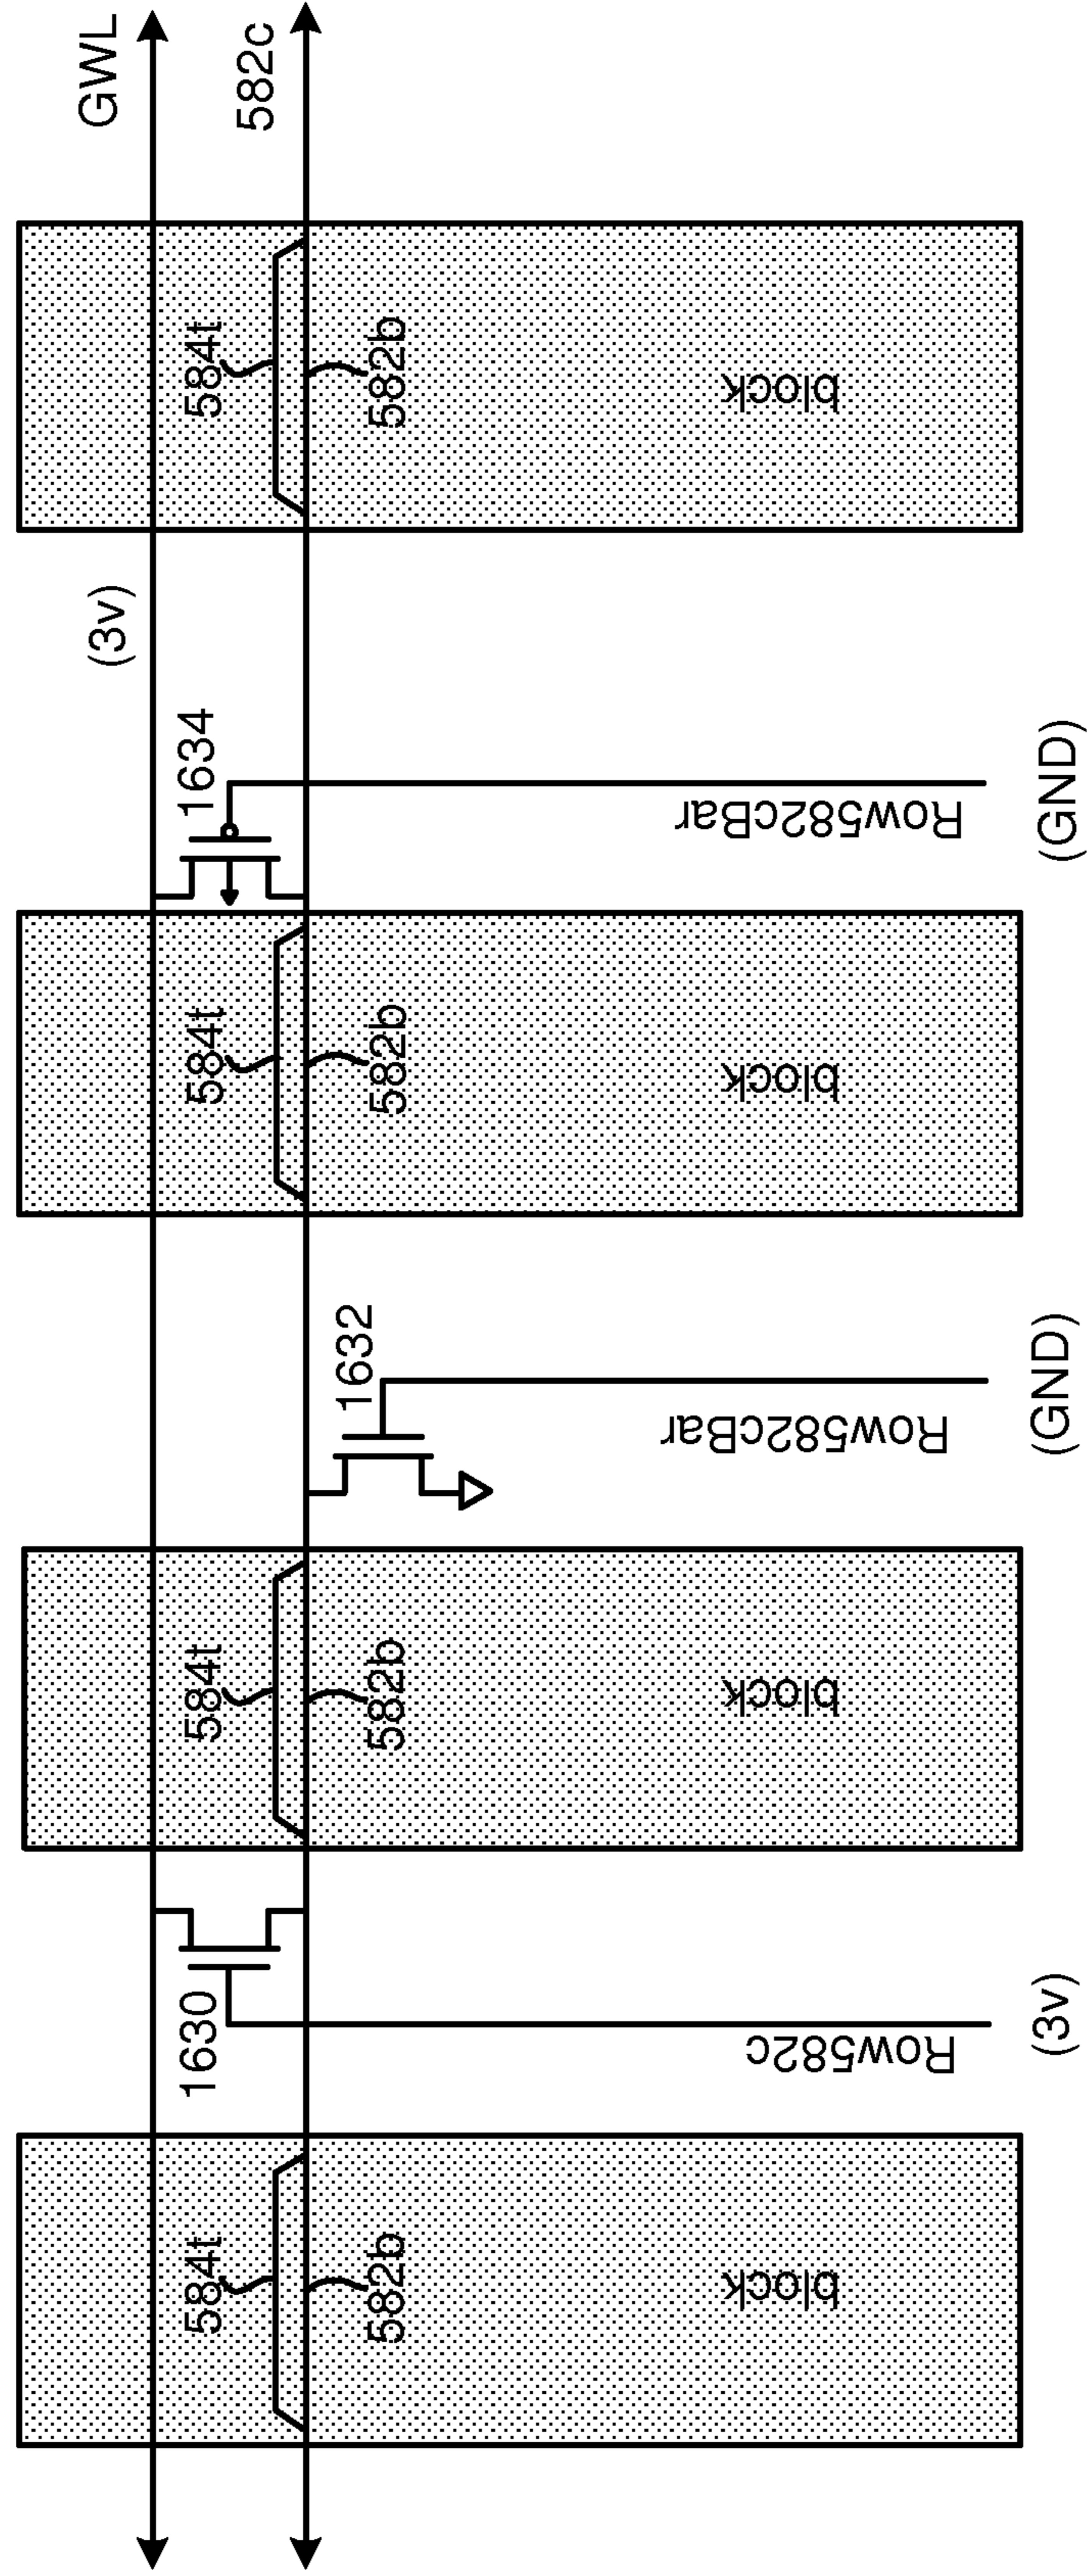 GWL
582c
(3v)
584t
582b
block
1630
Row582c
(3v)
584t
582b
block
1632
Row582cBar
(GND)
584t
582b
block
1634
Row582cBar
(GND)
584t
582b
block